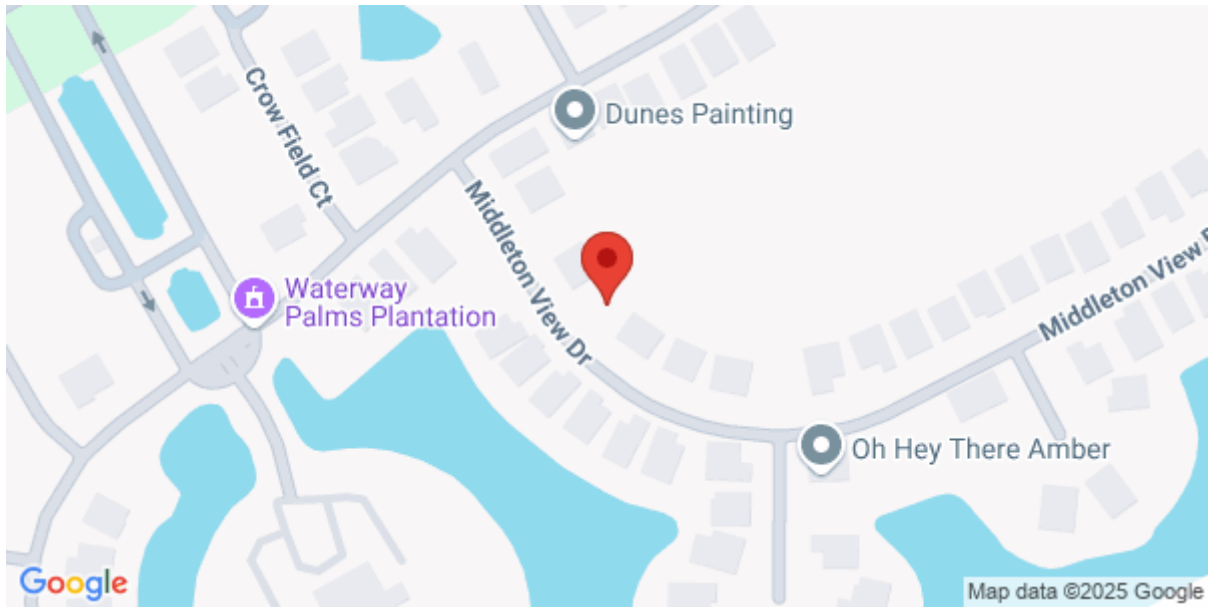 Crow Field Ct
Dunes Painting
Middleton View Dr
Waterway
Palms Plantation
Middleton View
Oh Hey There Amber
Google
Map data ©2025 Google